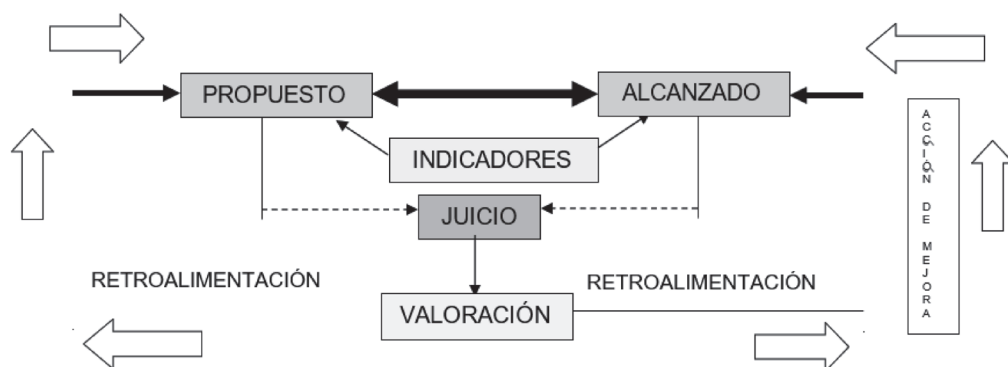 PROPUESTO
ALCANZADO
INDICADORES
JUICIO
RETROALIMENTACIÓN
RETROALIMENTACIÓN
VALORACIÓN
ACCIÓN DE MEJORA